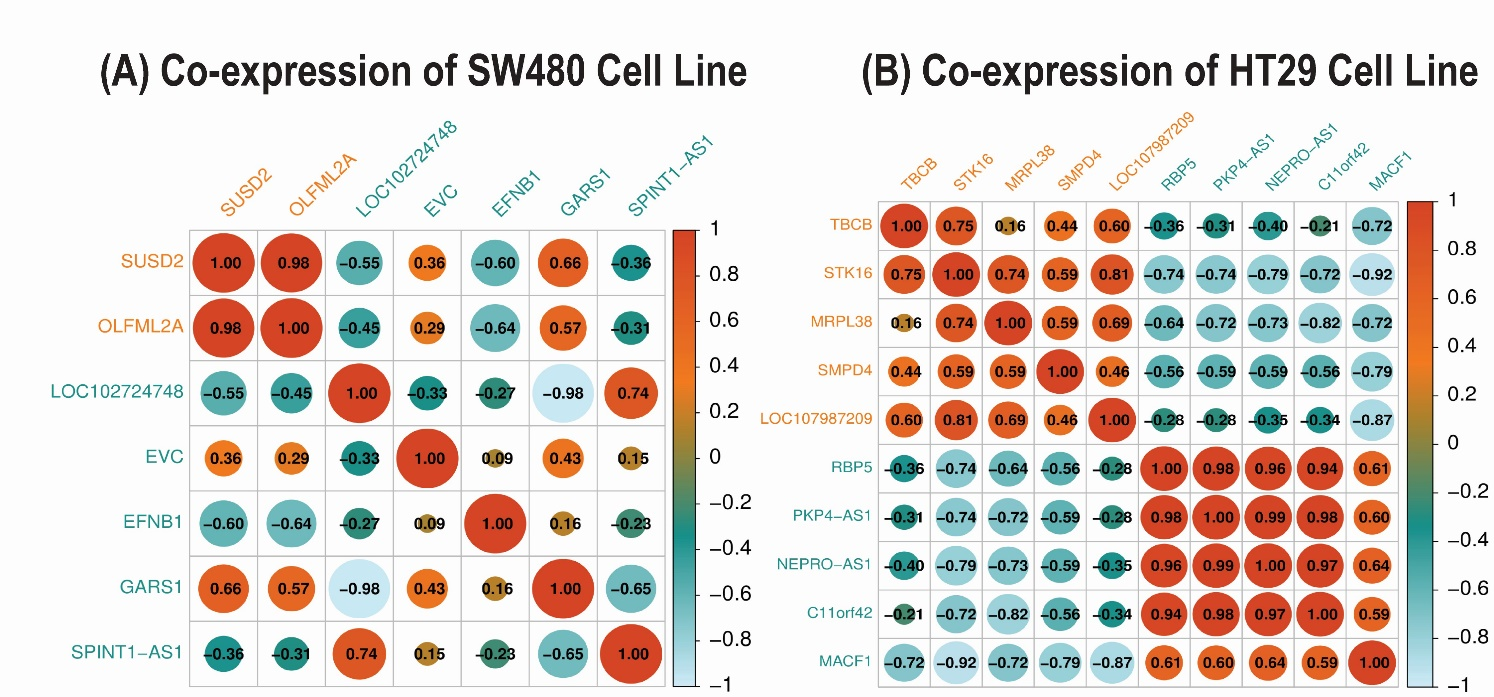 (A) Co-expression of SW480 Cell Line
SUSD2 OLFML2A LOC102724748 EVC EFNB1 GARS1 SPINT1−AS1
SUSD2 1.00 0.98 −0.55 0.36 −0.60 0.66 −0.36
OLFML2A 0.98 1.00 −0.45 0.29 −0.64 0.57 −0.31
LOC102724748 −0.55 −0.45 1.00 −0.33 −0.27 −0.98 0.74
EVC 0.36 0.29 −0.33 1.00 0.09 0.43 0.15
EFNB1 −0.60 −0.64 −0.27 0.09 1.00 0.16 −0.23
GARS1 0.66 0.57 −0.98 0.43 0.16 1.00 −0.65
SPINT1−AS1 −0.36 −0.31 0.74 0.15 −0.23 −0.65 1.00
1
0.8
0.6
0.4
0.2
0
−0.2
−0.4
−0.6
−0.8
−1
(B) Co-expression of HT29 Cell Line
TBCB STK16 MRPL38 SMPD4 LOC107987209 RBP5 PKP4−AS1 NEPRO−AS1 C11orf42 MACF1
TBCB 1.00 0.75 0.16 0.44 0.60 −0.36 −0.31 −0.40 −0.21 −0.72
STK16 0.75 1.00 0.74 0.59 0.81 −0.74 −0.74 −0.79 −0.72 −0.92
MRPL38 0.16 0.74 1.00 0.59 0.69 −0.64 −0.72 −0.73 −0.82 −0.72
SMPD4 0.44 0.59 0.59 1.00 0.46 −0.56 −0.59 −0.59 −0.56 −0.79
LOC107987209 0.60 0.81 0.69 0.46 1.00 −0.28 −0.28 −0.35 −0.34 −0.87
RBP5 −0.36 −0.74 −0.64 −0.56 −0.28 1.00 0.98 0.96 0.94 0.61
PKP4−AS1 −0.31 −0.74 −0.72 −0.59 −0.28 0.98 1.00 0.99 0.98 0.60
NEPRO−AS1 −0.40 −0.79 −0.73 −0.59 −0.35 0.96 0.99 1.00 0.97 0.64
C11orf42 −0.21 −0.72 −0.82 −0.56 −0.34 0.94 0.98 0.97 1.00 0.59
MACF1 −0.72 −0.92 −0.72 −0.79 −0.87 0.61 0.60 0.64 0.59 1.00
1
0.8
0.6
0.4
0.2
0
−0.2
−0.4
−0.6
−0.8
−1